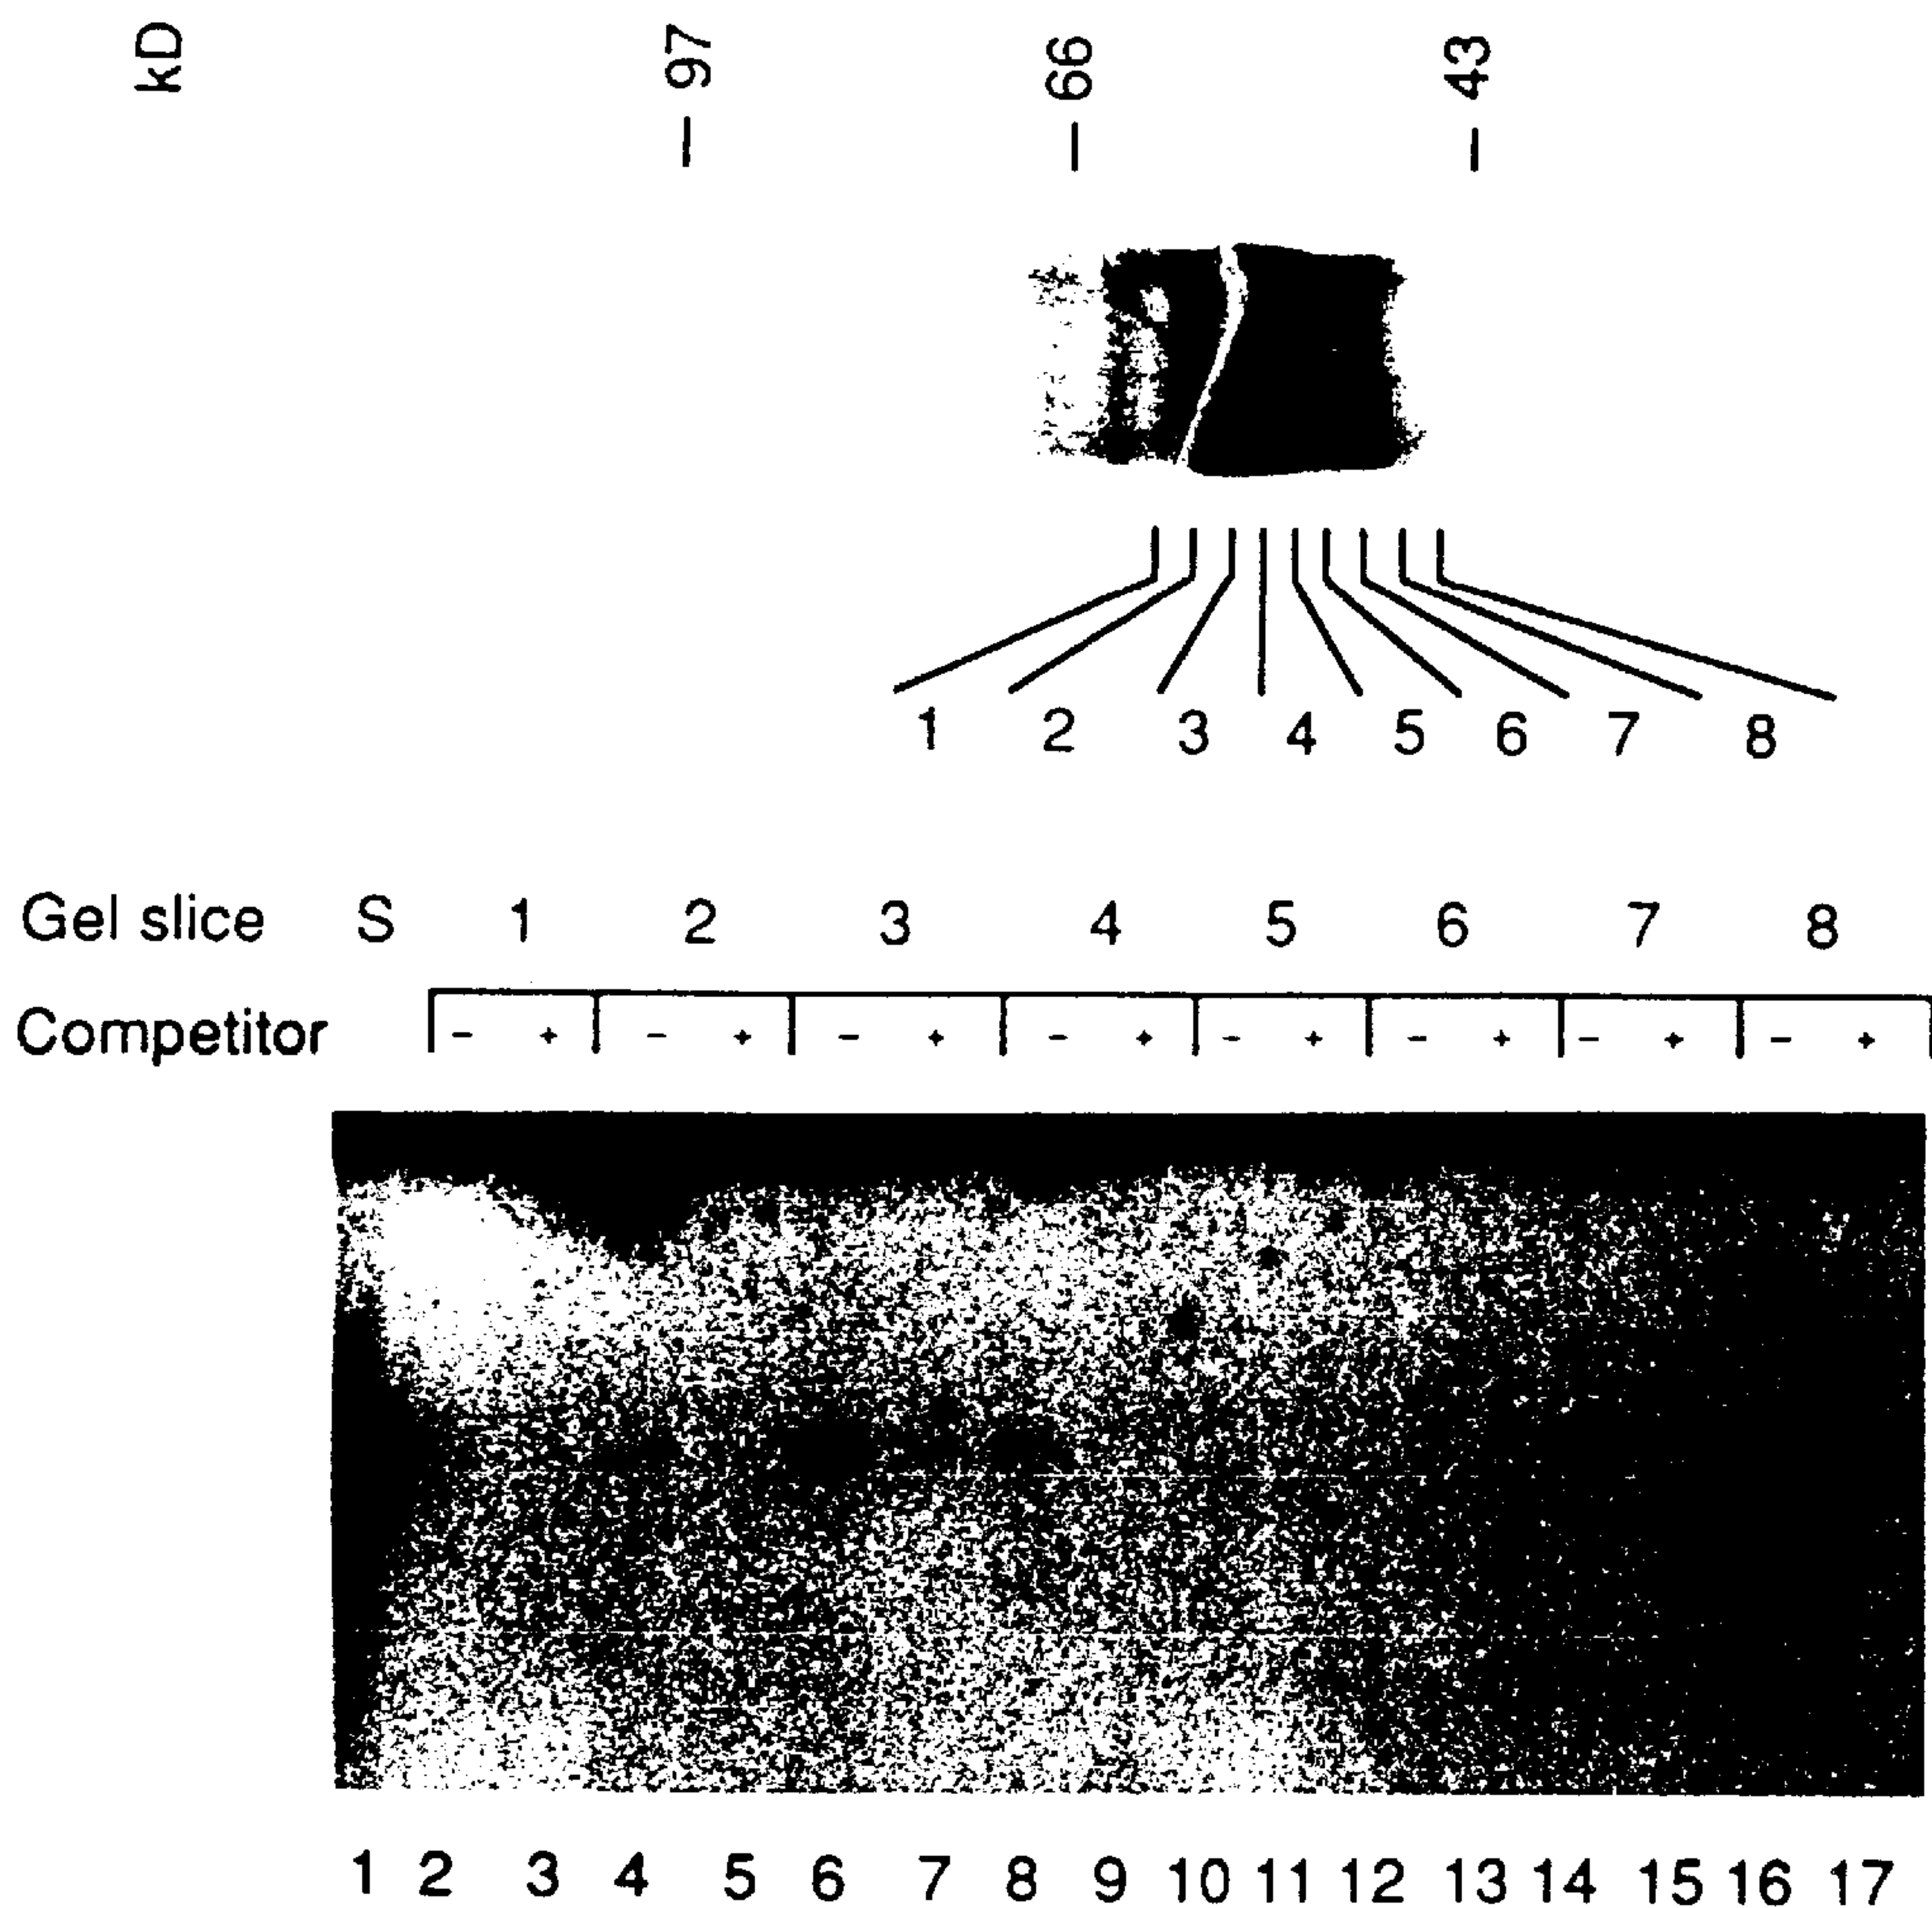 kD – 97 – 66 – 43
1 2 3 4 5 6 7 8
Gel slice S 1 2 3 4 5 6 7 8
Competitor – + – + – + – + – + – + – + – +
1 2 3 4 5 6 7 8 9 10 11 12 13 14 15 16 17